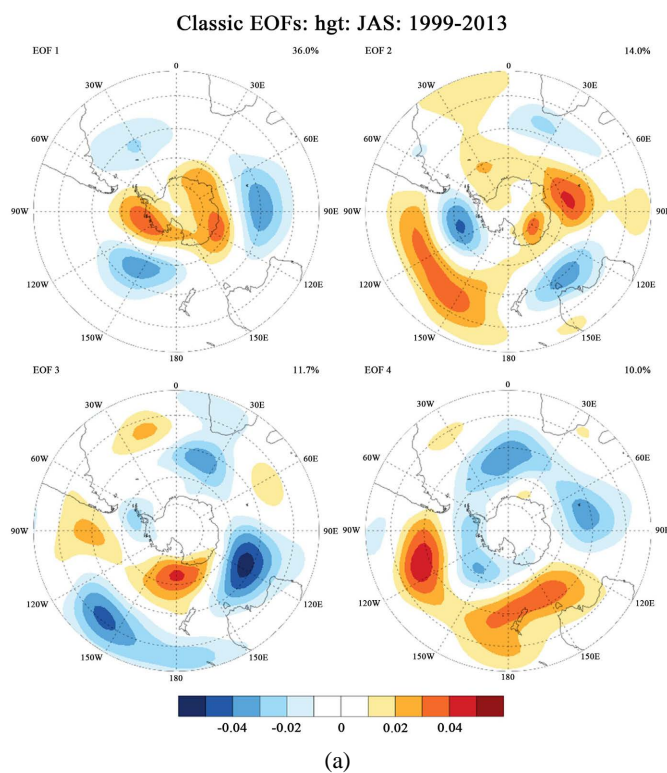 Classic EOFs: hgt: JAS: 1999-2013
EOF 1 36.0%
0
30W 30E
60W 60E
90W 90E
120W 120E
150W 150E
180
EOF 2 14.0%
0
30W 30E
60W 60E
90W 90E
120W 120E
150W 150E
180
EOF 3 11.7%
0
30W 30E
60W 60E
90W 90E
120W 120E
150W 150E
180
EOF 4 10.0%
0
30W 30E
60W 60E
90W 90E
120W 120E
150W 150E
180
-0.04 -0.02 0 0.02 0.04
(a)